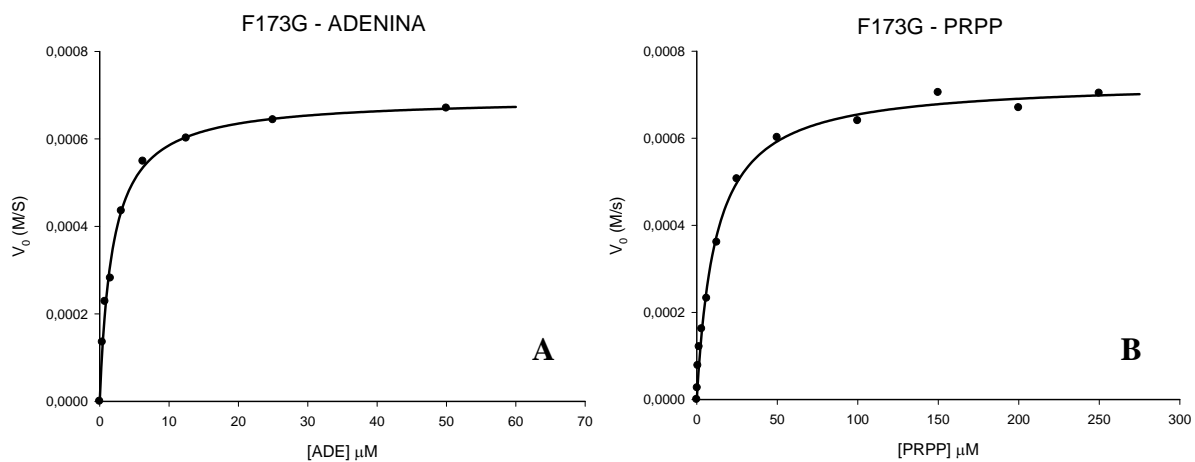 F173G - ADENINA
0,0008
0,0006
0,0004
0,0002
0,0000
V0 (M/S)
0 10 20 30 40 50 60 70
[ADE] μM
A
F173G - PRPP
0,0008
0,0006
0,0004
0,0002
0,0000
V0 (M/s)
0 50 100 150 200 250 300
[PRPP] μM
B